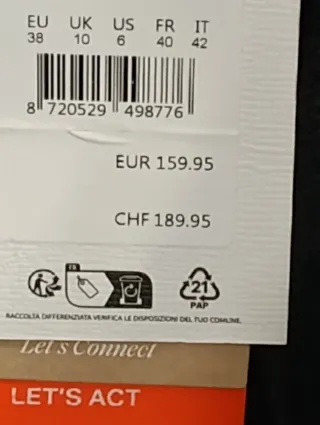 EU UK US FR IT
38 10 6 40 42
8 720529 498776
EUR 159.95
CHF 189.95
FR
21
PAP
RACCOLTA DIFFERENZIATA VERIFICA LE DISPOSIZIONI DEL TUO COMUNE.
Let's Connect
LET'S ACT